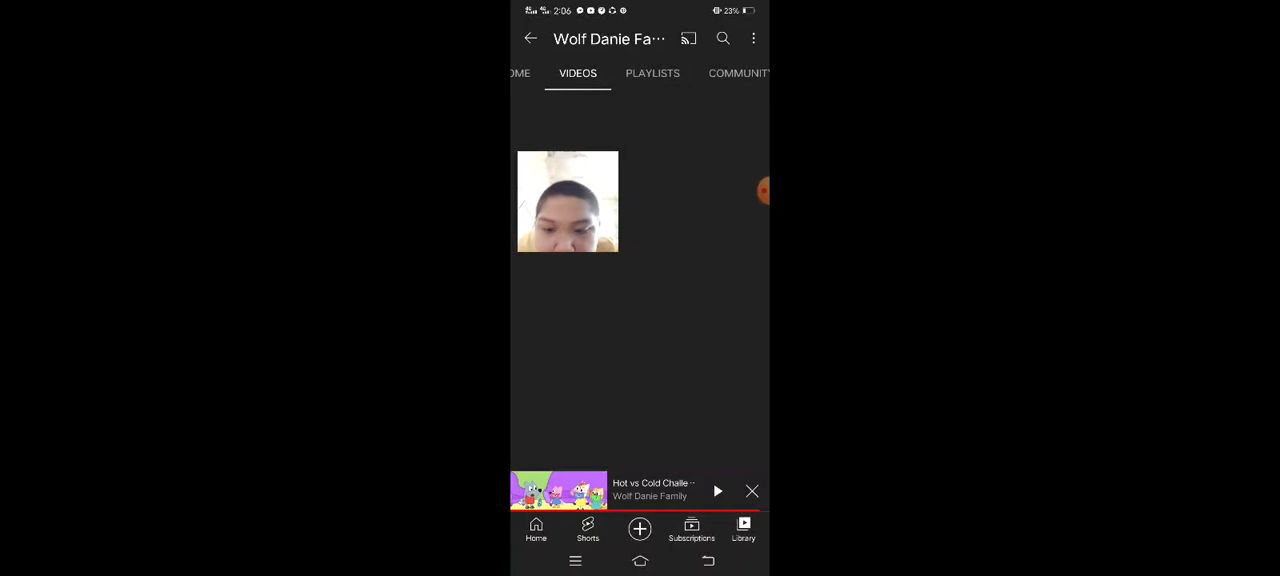 2:06
23%
Wolf Danie Fa...
OME
VIDEOS
PLAYLISTS
COMMUNITY
Hot vs Cold Challe...
Wolf Danie Family
Home
Shorts
Subscriptions
Library